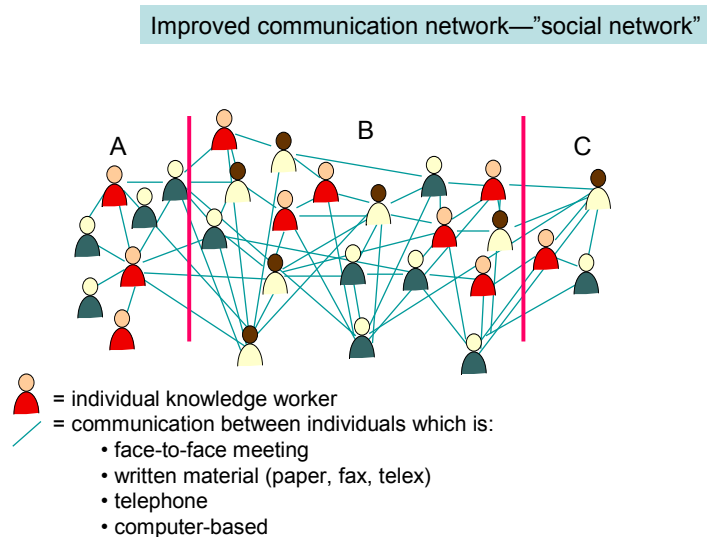 Improved communication network—”social network”
A
B
C
= individual knowledge worker
= communication between individuals which is:
• face-to-face meeting
• written material (paper, fax, telex)
• telephone
• computer-based